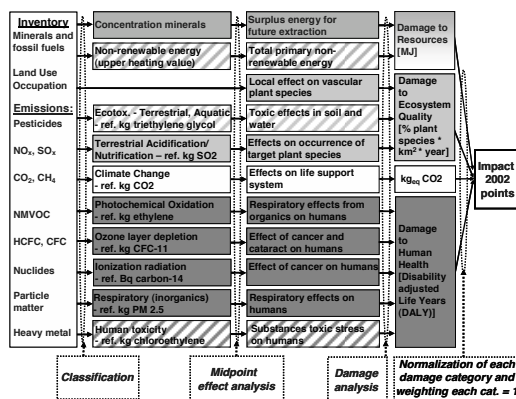 Inventory
Minerals and
fossil fuels
Land Use
Occupation
Emissions:
Pesticides
NOx, SOx
CO2, CH4
NMVOC
HCFC, CFC
Nuclides
Particle
matter
Heavy metal
Concentration minerals
Non-renewable energy
(upper heating value)
Ecotox. - Terrestrial, Aquatic
- ref. kg triethylene glycol
Terrestrial Acidification/
Nutrification – ref. kg SO2
Climate Change
- ref. kg CO2
Photochemical Oxidation
- ref. kg ethylene
Ozone layer depletion
- ref. kg CFC-11
Ionization radiation
- ref. Bq carbon-14
Respiratory (inorganics)
- ref. kg PM 2.5
Human toxicity
- ref. kg chloroethylene
Surplus energy for
future extraction
Total primary non-
renewable energy
Local effect on vascular
plant species
Toxic effects in soil and
water
Effects on occurrence of
target plant species
Effects on life support
system
Respiratory effects from
organics on humans
Effect of cancer and
cataract on humans
Effect of cancer on humans
Respiratory effects on
humans
Substances toxic stress
on humans
Damage to
Resources
[MJ]
Damage
to
Ecosystem
Quality
[% plant
species *
km2 * year]
kgeq CO2
Damage
to
Human
Health
[Disability
adjusted
Life Years
(DALY)]
Impact
2002
points
Classification
Midpoint
effect analysis
Damage
analysis
Normalization of each
damage category and
weighting each cat. = 1